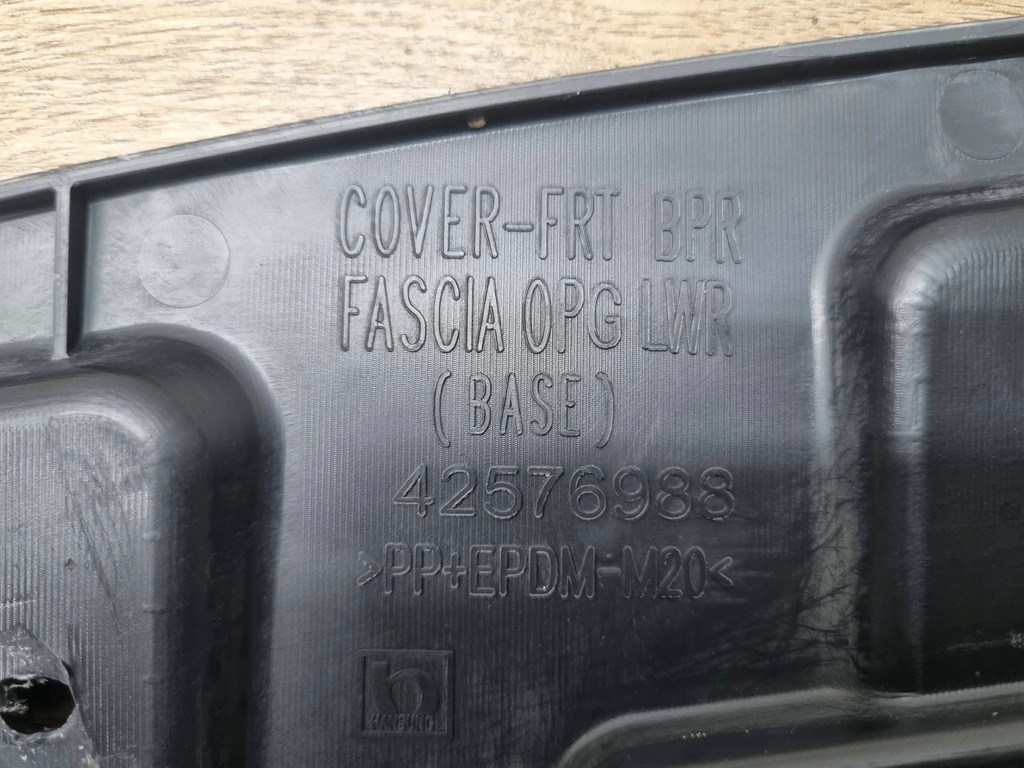 COVER-FRT BPR
FASCIA OPG LWR
(BASE)
42576988
>PP+EPDM-M20<